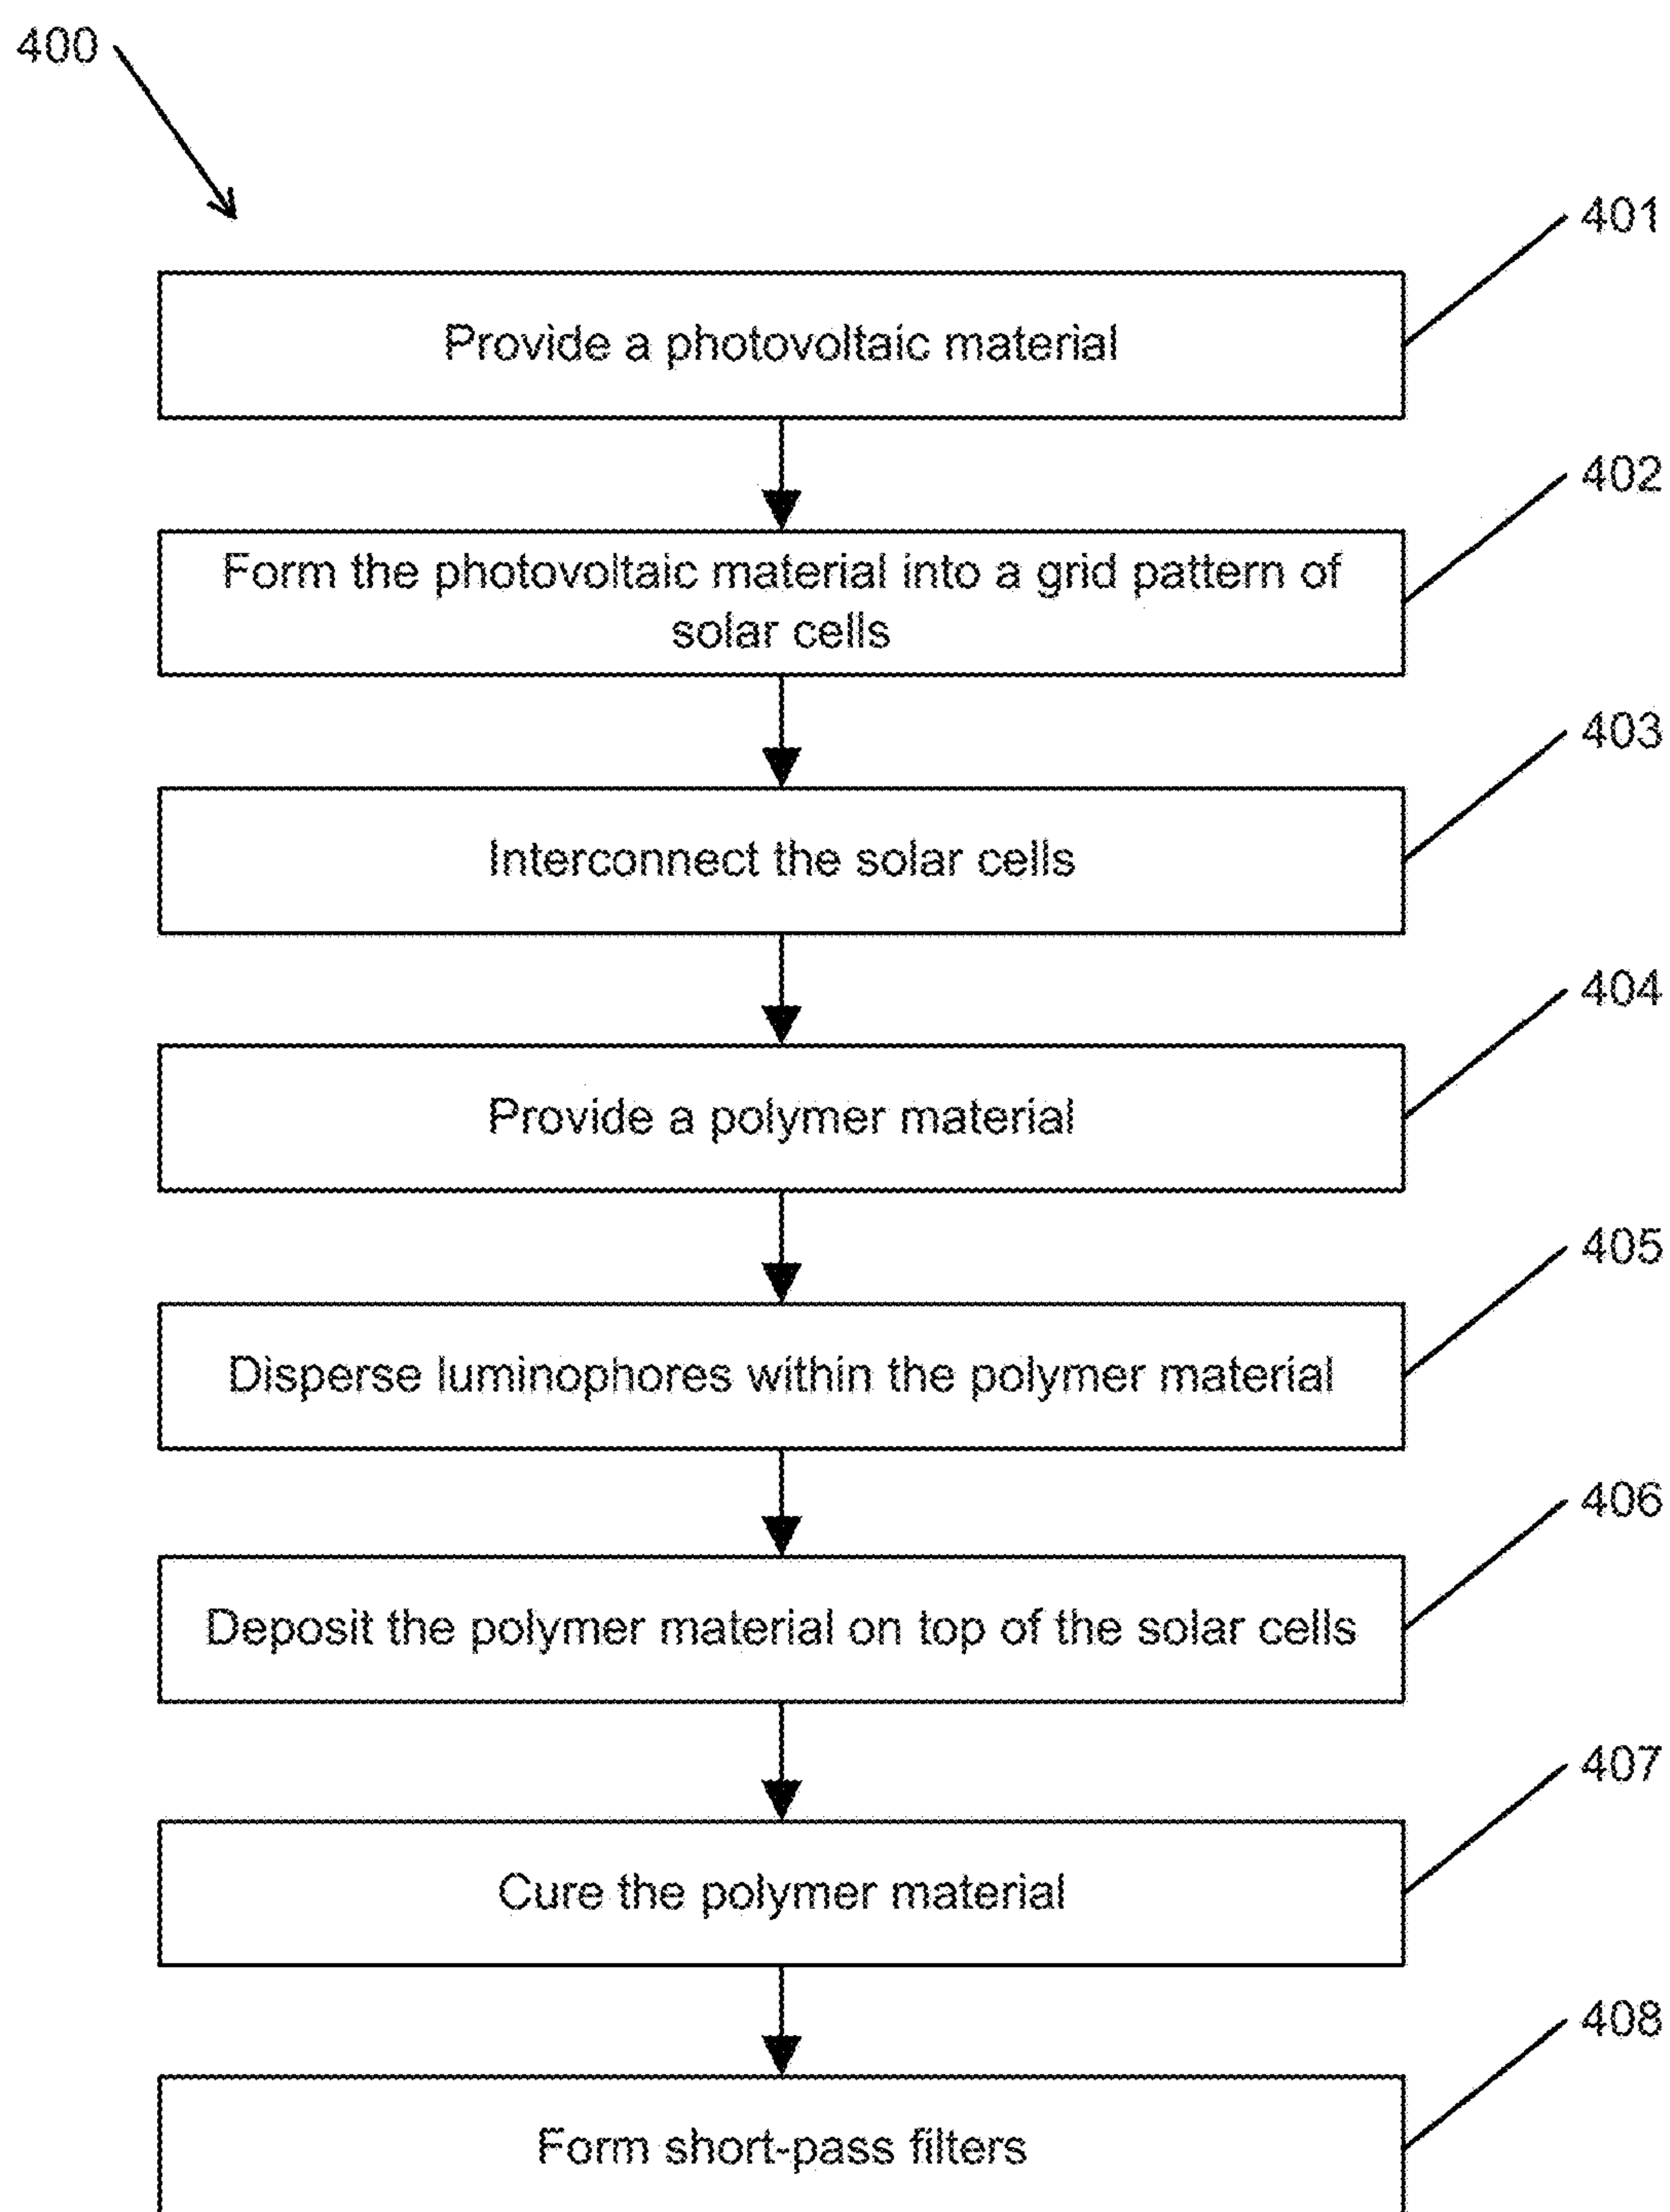 400
401
Provide a photovoltaic material
402
Form the photovoltaic material into a grid pattern of
solar cells
403
Interconnect the solar cells
404
Provide a polymer material
405
Disperse luminophores within the polymer material
406
Deposit the polymer material on top of the solar cells
407
Cure the polymer material
408
Form short-pass filters